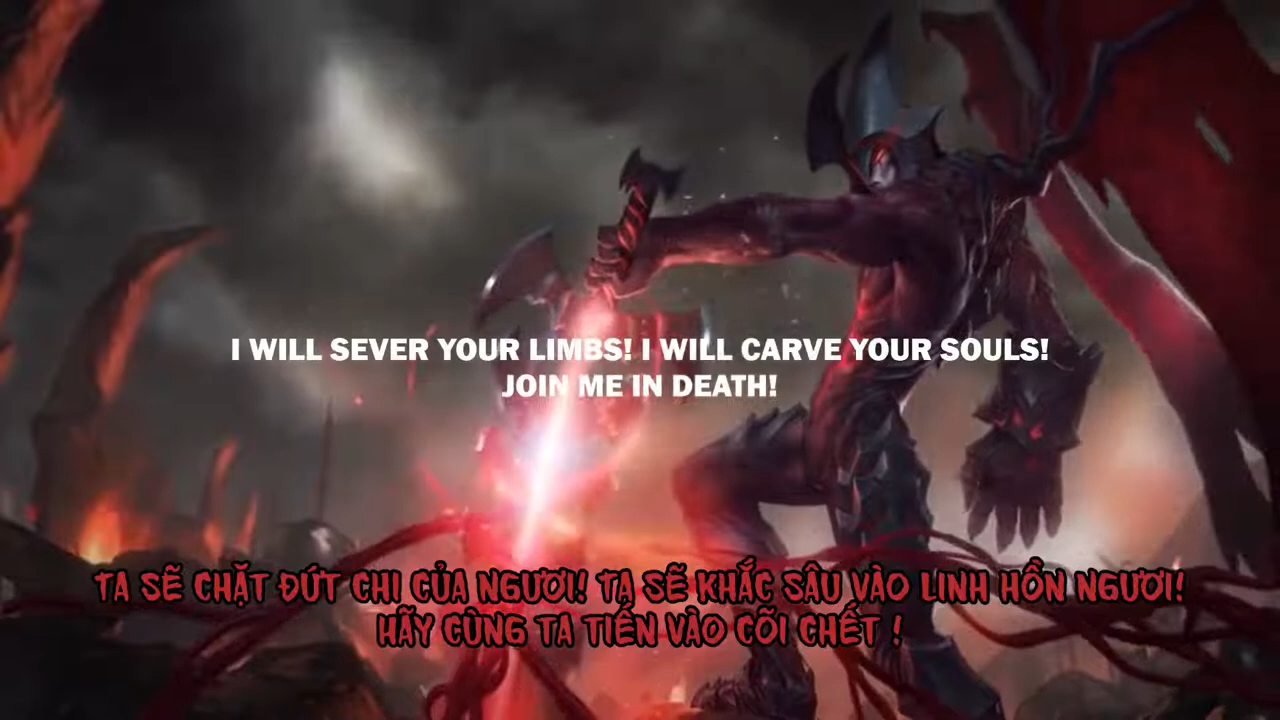 I WILL SEVER YOUR LIMBS! I WILL CARVE YOUR SOULS!
JOIN ME IN DEATH!
TA SẼ CHẶT ĐỨT CHI CỦA NGƯƠI! TA SẼ KHẮC SÂU VÀO LINH HỒN NGƯƠI!
HÃY CÙNG TA TIẾN VÀO CÕI CHẾT !